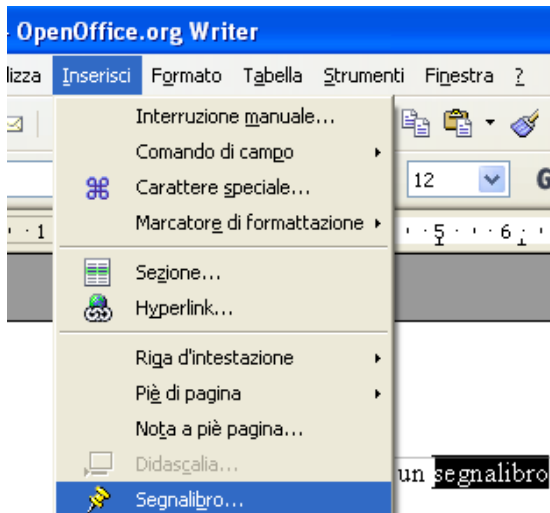 - OpenOffice.org Writer
lizza Inserisci Formato Tabella Strumenti Finestra ?
Interruzione manuale...
Comando di campo
Carattere speciale...
12 G
Marcatore di formattazione
1 5 6
Sezione...
Hyperlink...
Riga d'intestazione
Piè di pagina
Nota a piè pagina...
Didascalia...
un segnalibro
Segnalibro...